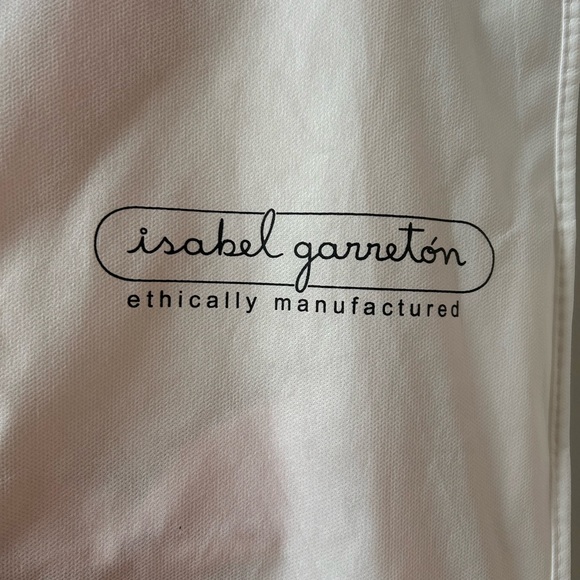 isabel garretón
ethically manufactured